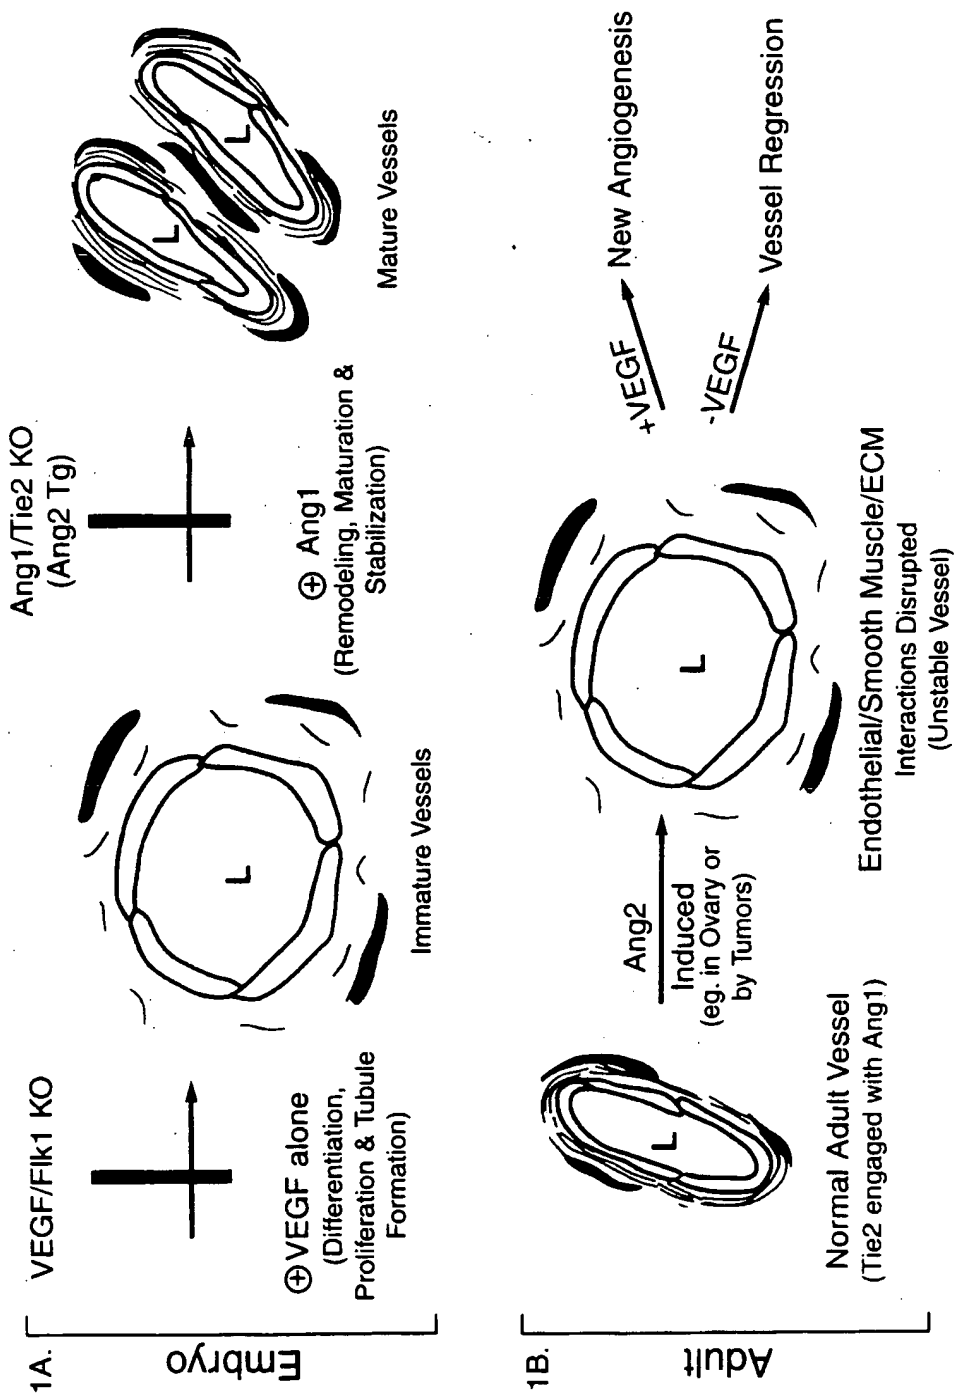 1A.
Embryo
VEGF/Flk1 KO
⊕VEGF alone
(Differentiation,
Proliferation & Tubule
Formation)
L
Immature Vessels
Ang1/Tie2 KO
(Ang2 Tg)
⊕ Ang1
(Remodeling, Maturation &
Stabilization)
L
L
Mature Vessels
1B.
Adult
L
Normal Adult Vessel
(Tie2 engaged with Ang1)
Ang2
Induced
(eg. in Ovary or
by Tumors)
L
Endothelial/Smooth Muscle/ECM
Interactions Disrupted
(Unstable Vessel)
+VEGF
New Angiogenesis
-VEGF
Vessel Regression